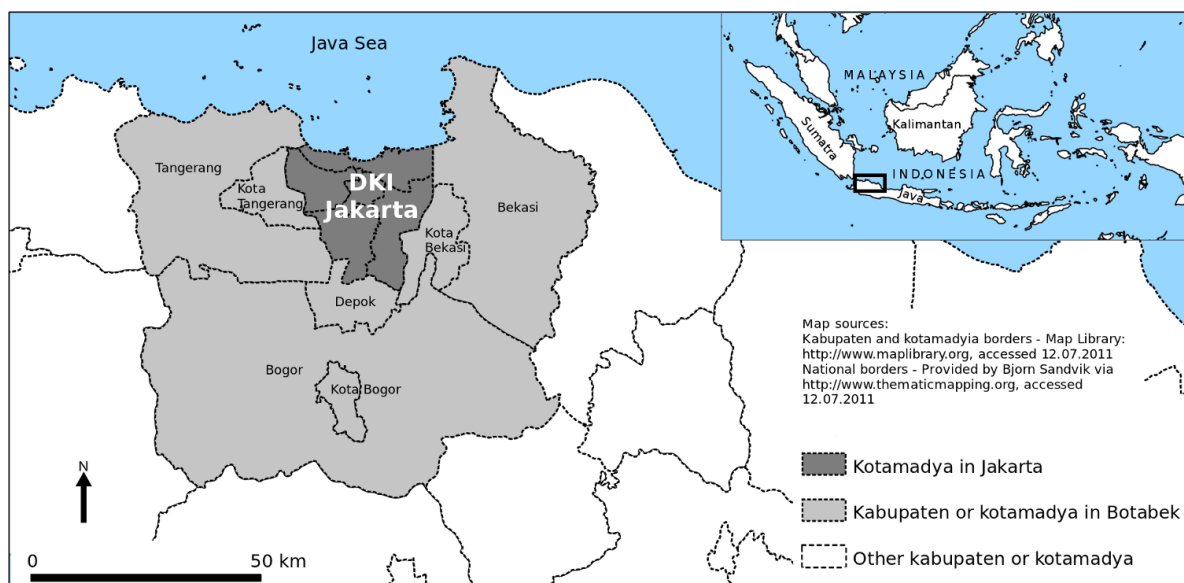 Java Sea
MALAYSIA
Kalimantan
Sumatra
INDONESIA
Java
Tangerang
Kota
Tangerang
DKI
Jakarta
Bekasi
Kota
Bekasi
Depok
Bogor
Kota Bogor
Map sources:
Kabupaten and kotamadyia borders - Map Library:
http://www.maplibrary.org, accessed 12.07.2011
National borders - Provided by Bjorn Sandvik via
http://www.thematicmapping.org, accessed
12.07.2011
N
Kotamadya in Jakarta
Kabupaten or kotamadya in Botabek
Other kabupaten or kotamadya
0
50 km